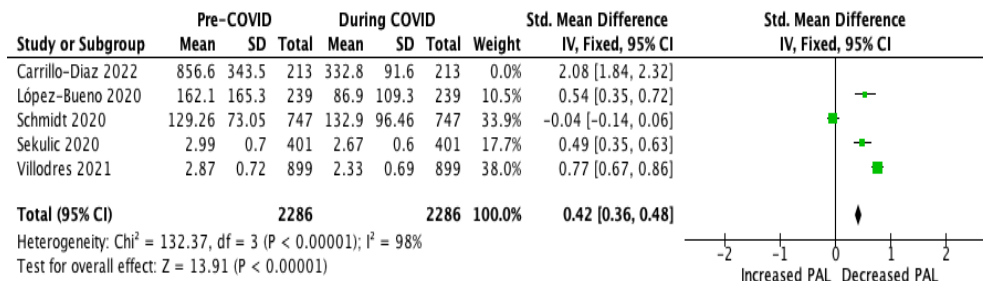 Pre-COVID During COVID Std. Mean Difference Std. Mean Difference
Study or Subgroup Mean SD Total Mean SD Total Weight IV, Fixed, 95% CI IV, Fixed, 95% CI
Carrillo-Diaz 2022 856.6 343.5 213 332.8 91.6 213 0.0% 2.08 [1.84, 2.32]
López-Bueno 2020 162.1 165.3 239 86.9 109.3 239 10.5% 0.54 [0.35, 0.72]
Schmidt 2020 129.26 73.05 747 132.9 96.46 747 33.9% -0.04 [-0.14, 0.06]
Sekulic 2020 2.99 0.7 401 2.67 0.6 401 17.7% 0.49 [0.35, 0.63]
Villodres 2021 2.87 0.72 899 2.33 0.69 899 38.0% 0.77 [0.67, 0.86]
Total (95% CI) 2286 2286 100.0% 0.42 [0.36, 0.48]
Heterogeneity: Chi² = 132.37, df = 3 (P < 0.00001); I² = 98%
Test for overall effect: Z = 13.91 (P < 0.00001)
-2 -1 0 1 2
Increased PAL Decreased PAL